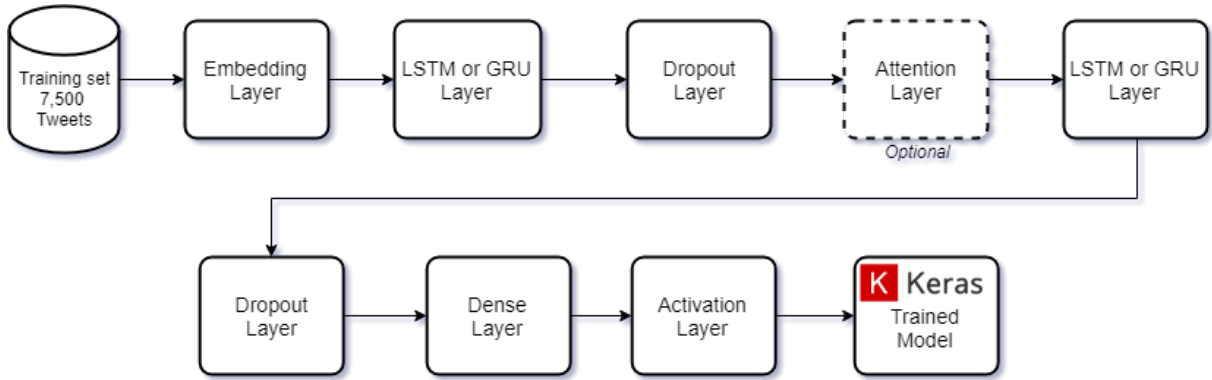 Training set
7,500
Tweets
Embedding
Layer
LSTM or GRU
Layer
Dropout
Layer
Attention
Layer
Optional
LSTM or GRU
Layer
Dropout
Layer
Dense
Layer
Activation
Layer
K Keras
Trained
Model